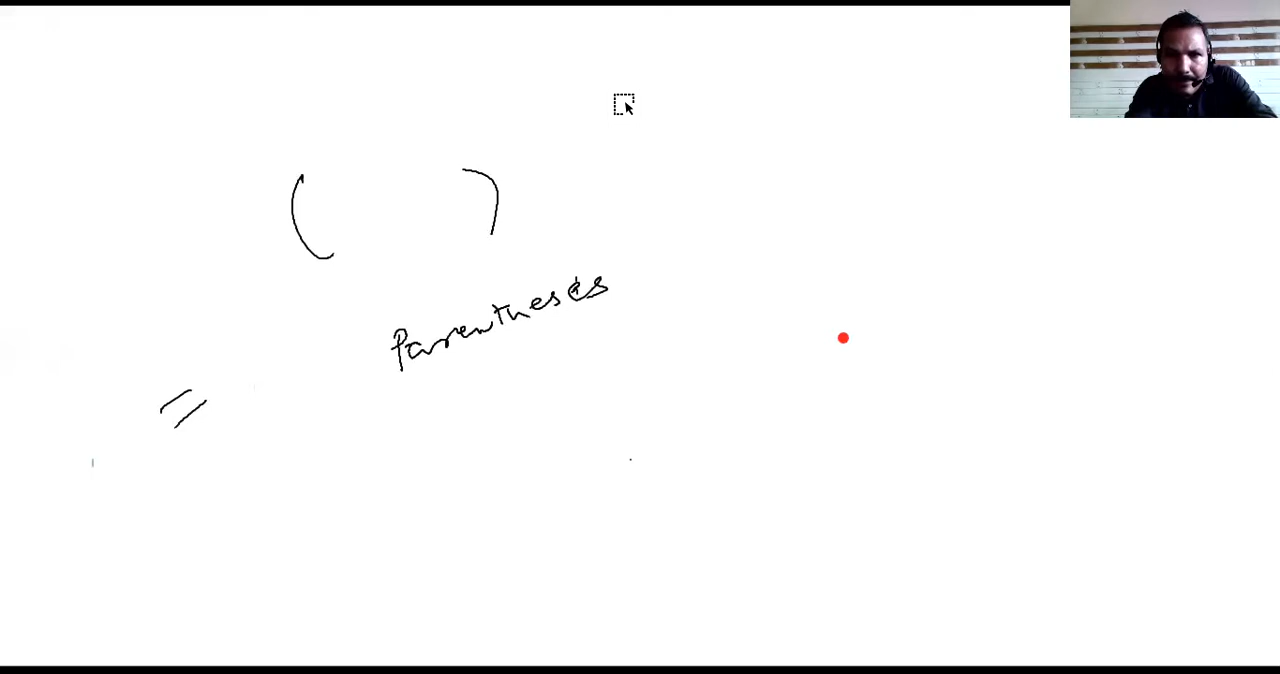 ( )
Parentheses
=